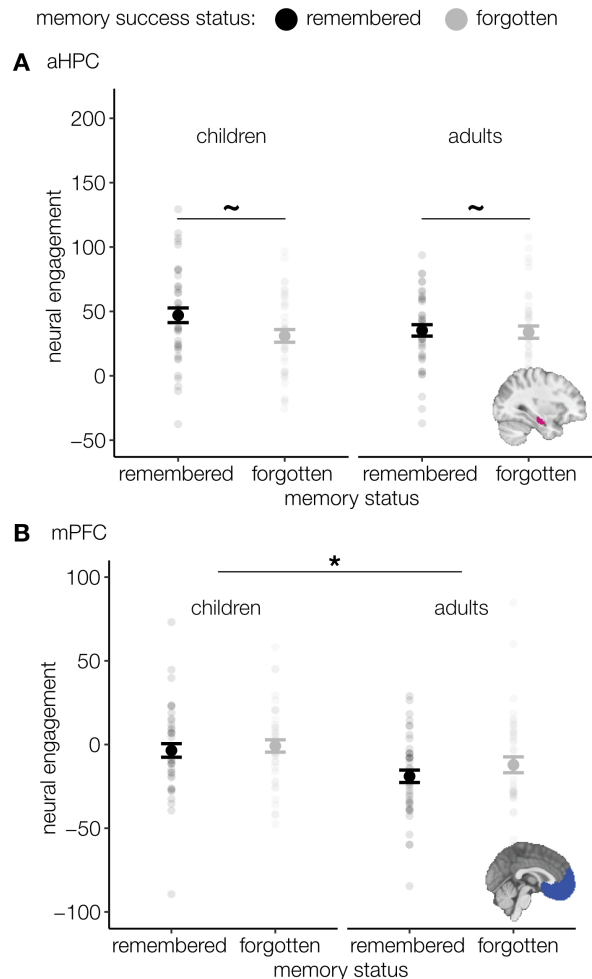 memory success status: remembered forgotten
A aHPC
200
150
100
50
0
−50
neural engagement
children adults
~ ~
remembered forgotten remembered forgotten
memory status
B mPFC
100
50
0
−50
−100
neural engagement
*
children adults
remembered forgotten remembered forgotten
memory status